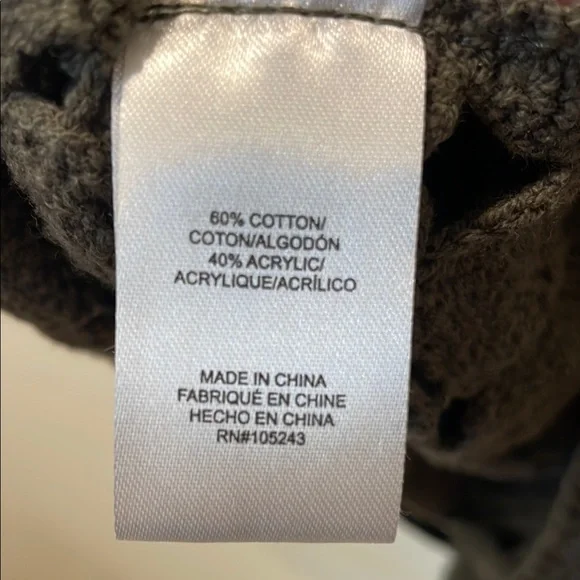 60% COTTON/
COTON/ALGODÓN
40% ACRYLIC/
ACRYLIQUE/ACRÍLICO
MADE IN CHINA
FABRIQUÉ EN CHINE
HECHO EN CHINA
RN#105243